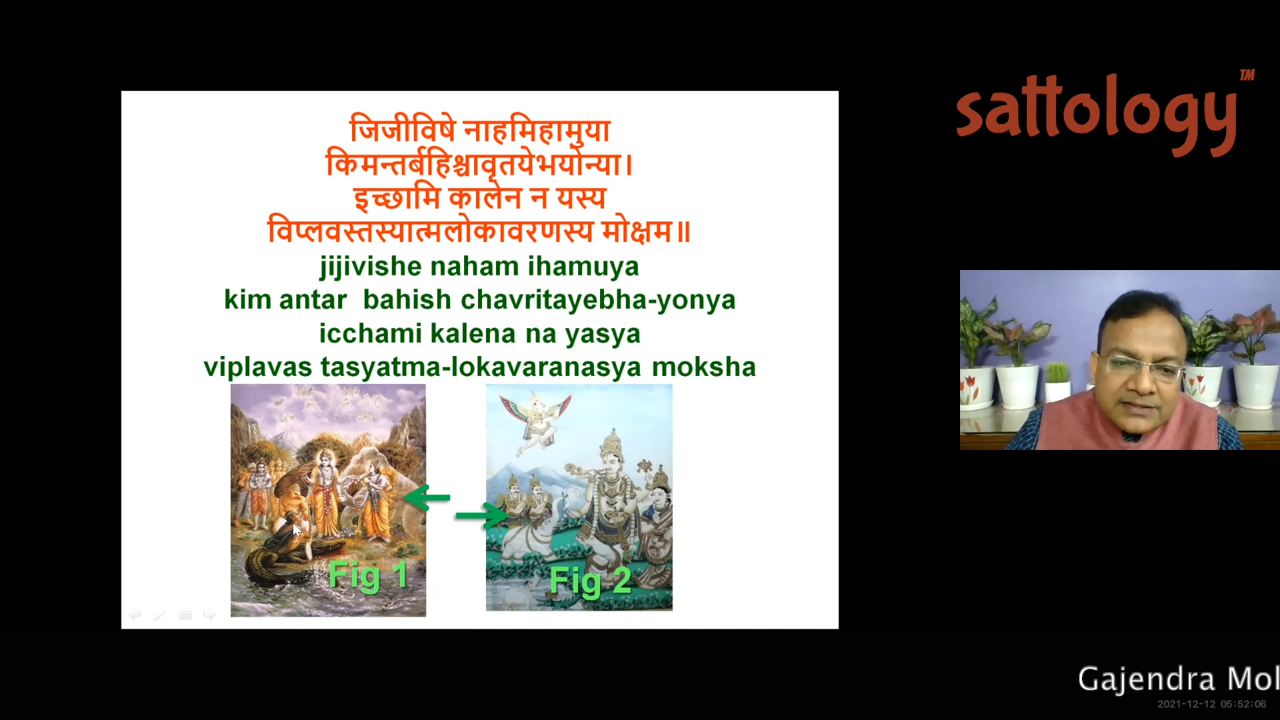 sattology™
जिजीविषे नाहमिहामुया
किमन्तर्बहिश्चावृतयेभयोन्या।
इच्छामि कालेन न यस्य
विप्लवस्तस्यात्मलोकावरणस्य मोक्षम॥
jijivishe naham ihamuya
kim antar bahish chavritayebha-yonya
icchami kalena na yasya
viplavas tasyatma-lokavaranasya moksha
Fig 1
Fig 2
Gajendra Mol
2021-12-12 05:52:06